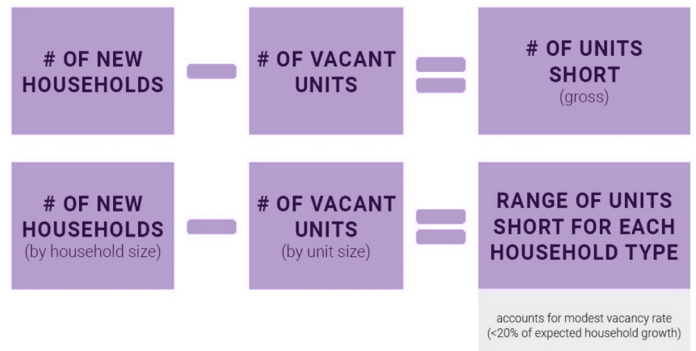 # OF NEW
HOUSEHOLDS
# OF VACANT
UNITS
# OF UNITS
SHORT
(gross)
# OF NEW
HOUSEHOLDS
(by household size)
# OF VACANT
UNITS
(by unit size)
RANGE OF UNITS
SHORT FOR EACH
HOUSEHOLD TYPE
accounts for modest vacancy rate
(<20% of expected household growth)